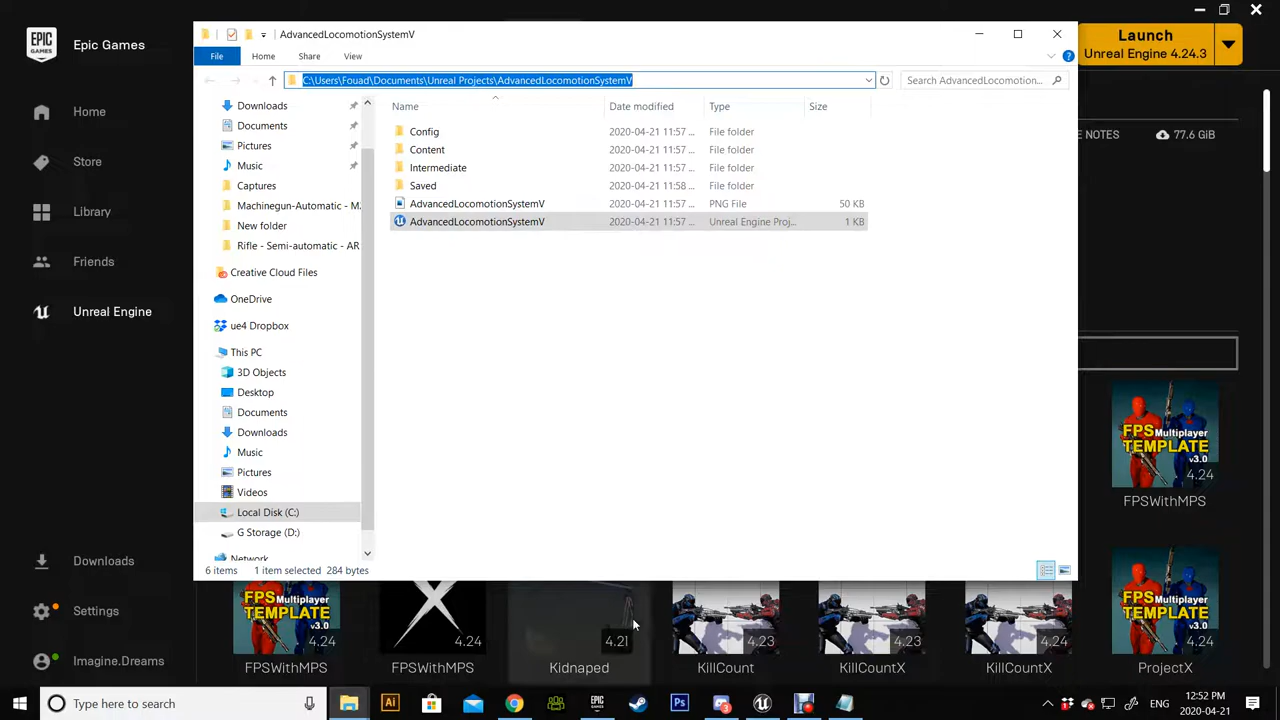 EPIC
GAMES
Epic Games
Home
Store
Library
Friends
Unreal Engine
Downloads
Settings
Imagine.Dreams
AdvancedLocomotionSystemV
File
Home
Share
View
C:\Users\Fouad\Documents\Unreal Projects\AdvancedLocomotionSystemV
Search AdvancedLocomotion...
Downloads
Documents
Pictures
Music
Captures
Machinegun-Automatic - M
New folder
Rifle - Semi-automatic - AR
Creative Cloud Files
OneDrive
ue4 Dropbox
This PC
3D Objects
Desktop
Documents
Downloads
Music
Pictures
Videos
Local Disk (C:)
G Storage (D:)
Network
Name Date modified Type Size
Config 2020-04-21 11:57 ... File folder
Content 2020-04-21 11:57 ... File folder
Intermediate 2020-04-21 11:57 ... File folder
Saved 2020-04-21 11:58 ... File folder
AdvancedLocomotionSystemV 2020-04-21 11:57 ... PNG File 50 KB
AdvancedLocomotionSystemV 2020-04-21 11:57 ... Unreal Engine Proj... 1 KB
6 items 1 item selected 284 bytes
Launch
Unreal Engine 4.24.3
E NOTES
77.6 GiB
FPS Multiplayer
TEMPLATE
v3.0
4.24
FPSWithMPS
FPS
TEMPLATE
v3.0
4.24
FPSWithMPS
4.24
FPSWithMPS
4.21
Kidnaped
4.23
KillCount
4.23
KillCountX
4.23
KillCountX
FPS Multiplayer
TEMPLATE
v3.0
4.24
ProjectX
Type here to search
Ai
Ps
ENG
12:52 PM
2020-04-21